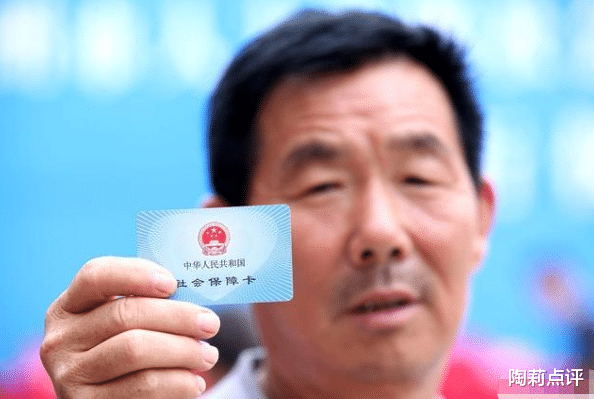 中华人民共和国
社会保障卡
陶莉点评